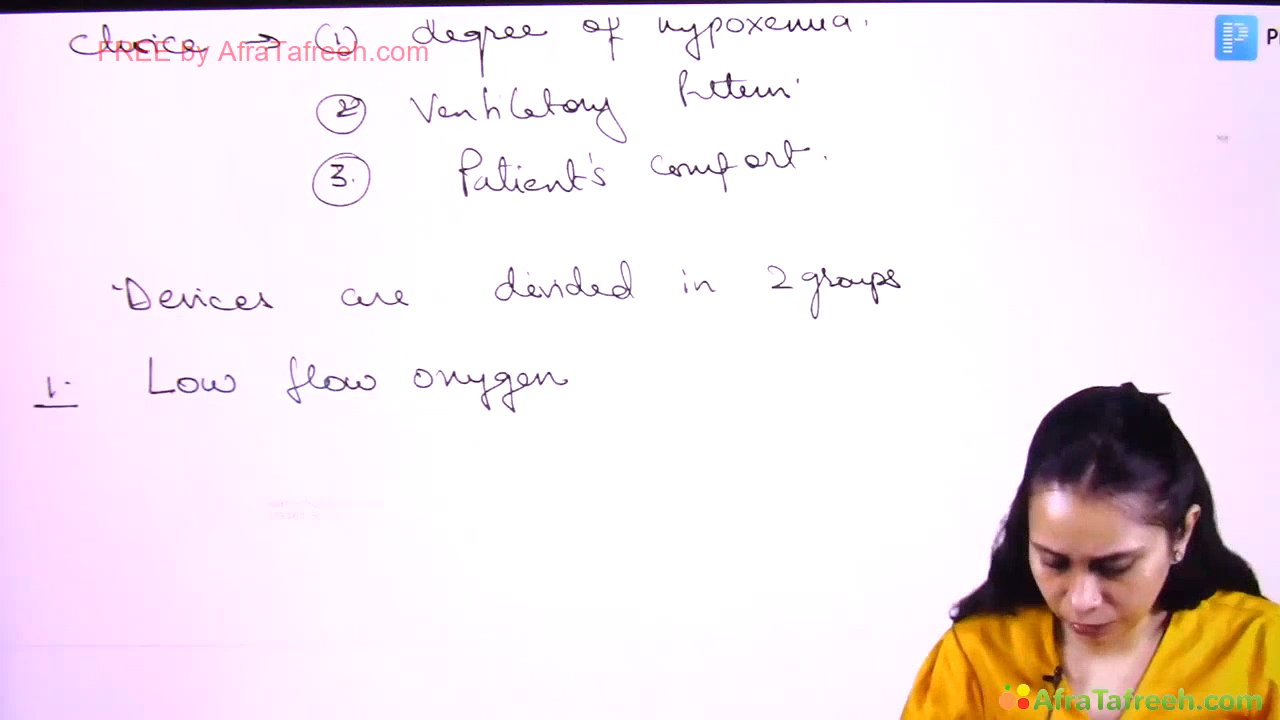 choice → (1) degree of hypoxemia.
FREE by AfraTafreeh.com
P
(2) Ventilatory Pattern.
(3.) Patient's comfort.
Devices are divided in 2 groups
1. Low flow oxygen
AfraTafreeh.com